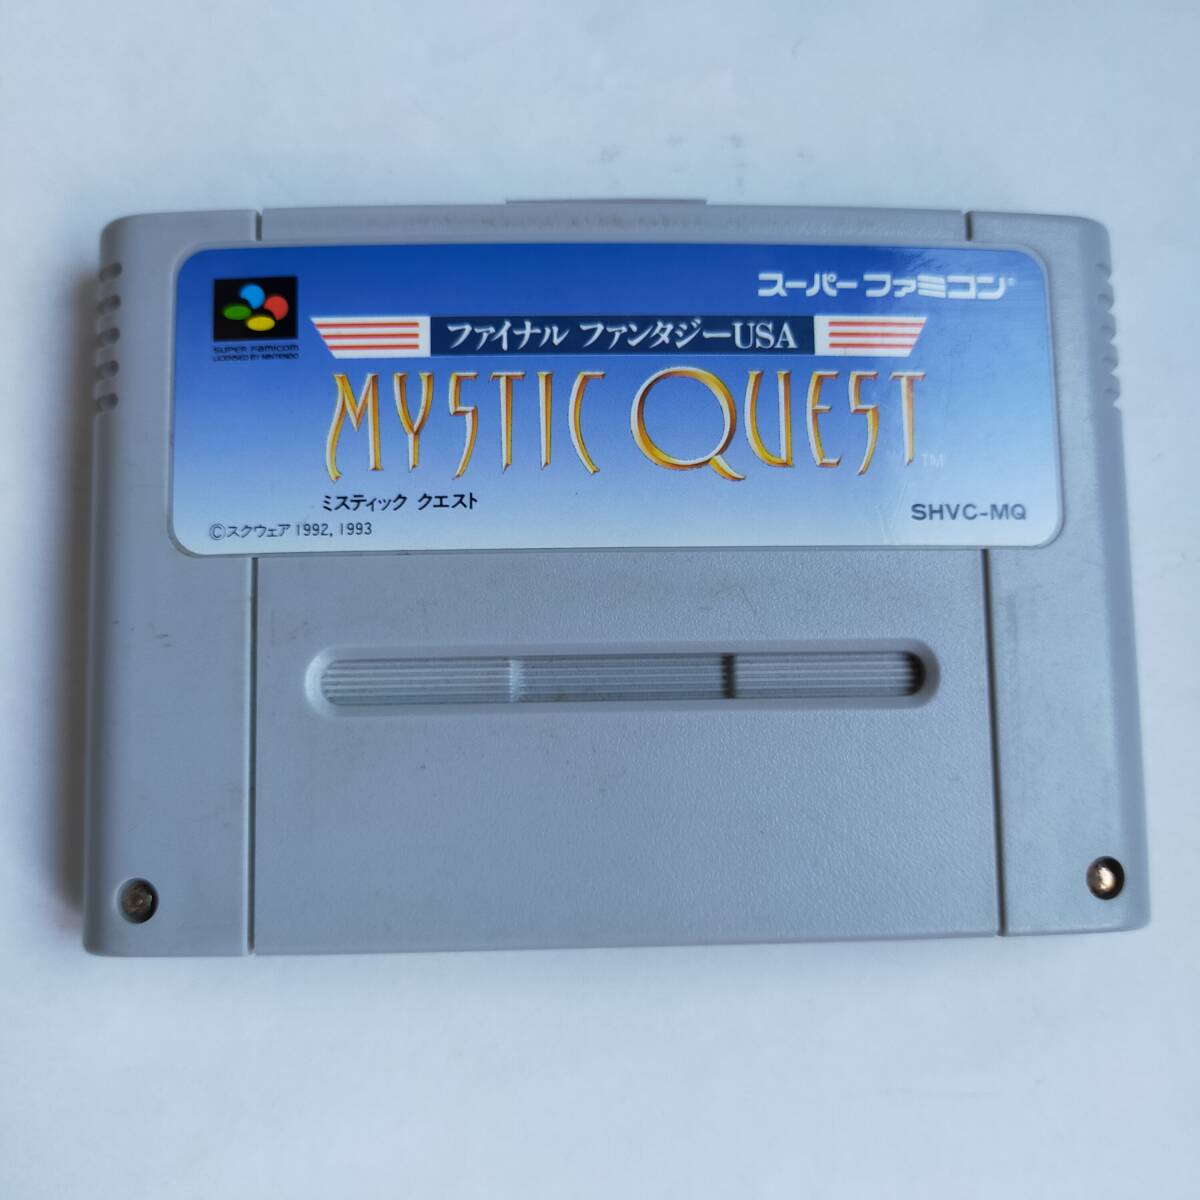 スーパーファミコン®
SUPER FAMICOM
LICENSED BY NINTENDO
ファイナル ファンタジーUSA
MYSTIC QUEST™
ミスティック クエスト
SHVC-MQ
©スクウェア 1992, 1993